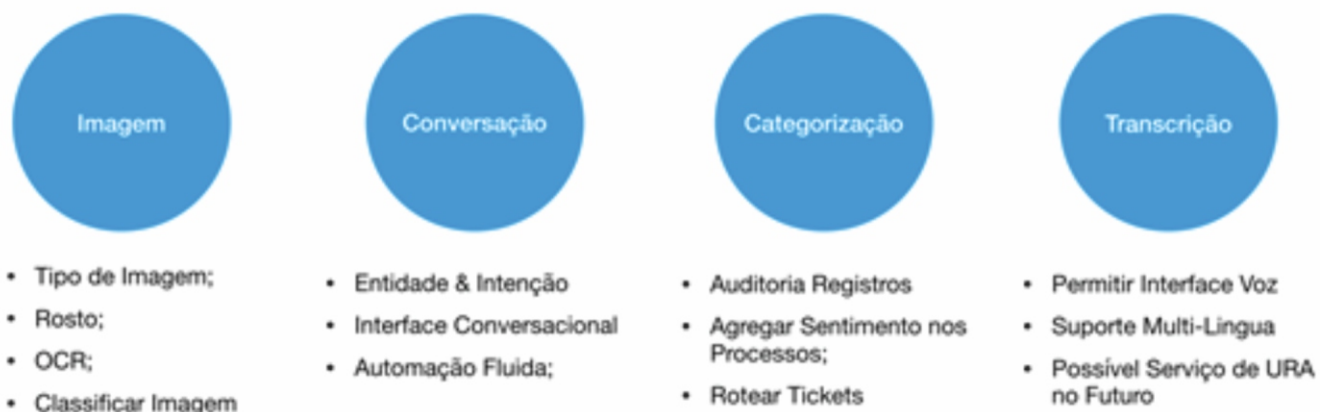 Imagem
• Tipo de Imagem;
• Rosto;
• OCR;
• Classificar Imagem
Conversação
• Entidade & Intenção
• Interface Conversacional
• Automação Fluida;
Categorização
• Auditoria Registros
• Agregar Sentimento nos
Processos;
• Rotear Tickets
Transcrição
• Permitir Interface Voz
• Suporte Multi-Lingua
• Possível Serviço de URA
no Futuro